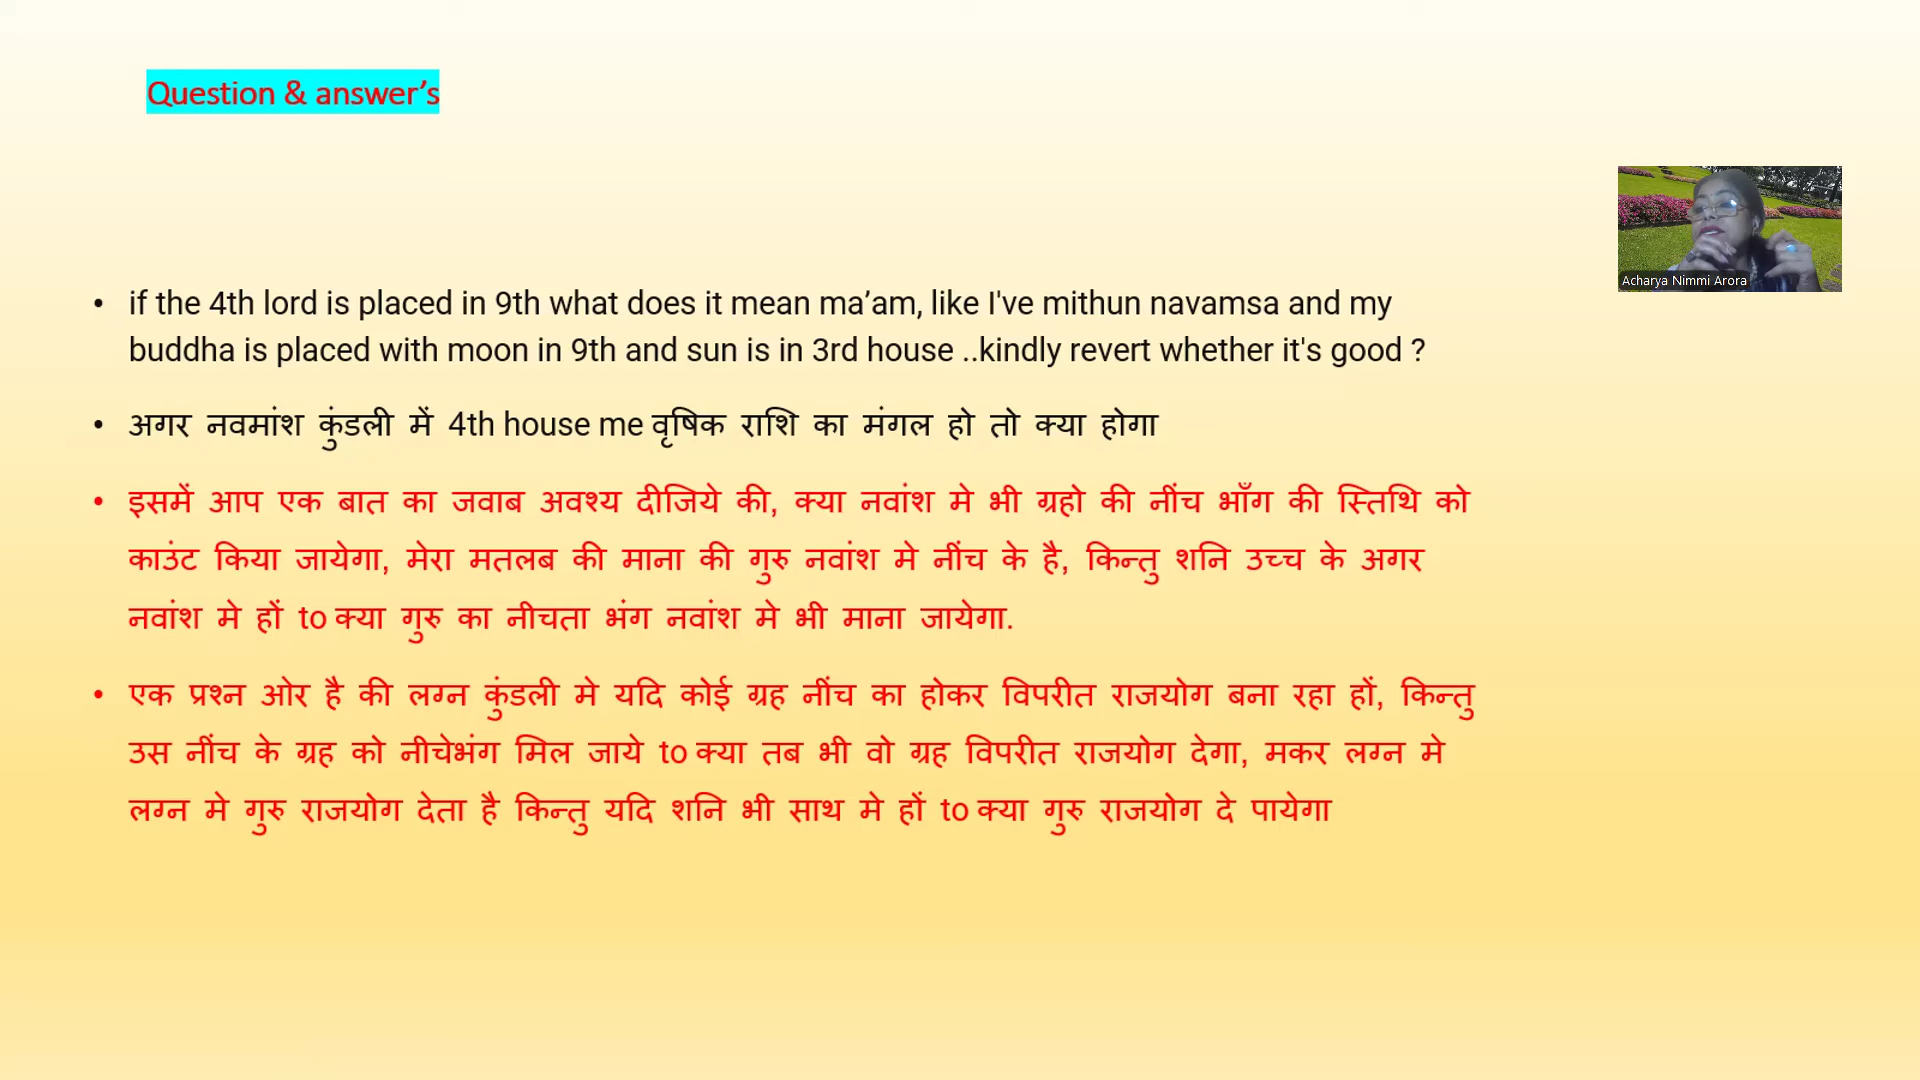 Question & answer’s
Acharya Nimmi Arora
• if the 4th lord is placed in 9th what does it mean ma’am, like I've mithun navamsa and my
buddha is placed with moon in 9th and sun is in 3rd house ..kindly revert whether it's good ?
• अगर नवमांश कुंडली में 4th house me वृषिक राशि का मंगल हो तो क्या होगा
• इसमें आप एक बात का जवाब अवश्य दीजिये की, क्या नवांश मे भी ग्रहो की नींच भाँग की स्तिथि को
काउंट किया जायेगा, मेरा मतलब की माना की गुरु नवांश मे नींच के है, किन्तु शनि उच्च के अगर
नवांश मे हों to क्या गुरु का नीचता भंग नवांश मे भी माना जायेगा.
• एक प्रश्न ओर है की लग्न कुंडली मे यदि कोई ग्रह नींच का होकर विपरीत राजयोग बना रहा हों, किन्तु
उस नींच के ग्रह को नीचेभंग मिल जाये to क्या तब भी वो ग्रह विपरीत राजयोग देगा, मकर लग्न मे
लग्न मे गुरु राजयोग देता है किन्तु यदि शनि भी साथ मे हों to क्या गुरु राजयोग दे पायेगा